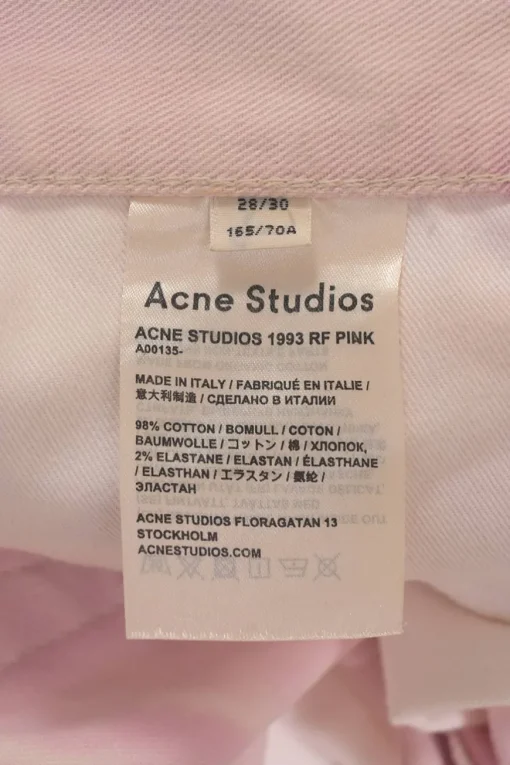 28/30
165/70A
Acne Studios
ACNE STUDIOS 1993 RF PINK
A00135-
MADE IN ITALY / FABRIQUÉ EN ITALIE /
意大利制造 / СДЕЛАНО В ИТАЛИИ
98% COTTON / BOMULL / COTON /
BAUMWOLLE / コットン / 棉 / ХЛОПОК,
2% ELASTANE / ELASTAN / ÉLASTHANE
/ ELASTHAN / エラスタン / 氨纶 /
ЭЛАСТАН
ACNE STUDIOS FLORAGATAN 13
STOCKHOLM
ACNESTUDIOS.COM